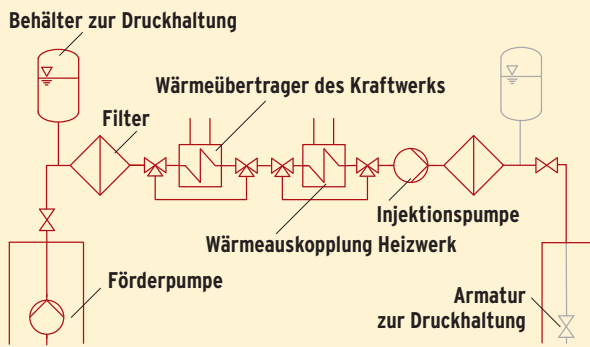 Behälter zur Druckhaltung
Wärmeübertrager des Kraftwerks
Filter
Injektionspumpe
Wärmeauskopplung Heizwerk
Förderpumpe
Armatur
zur Druckhaltung